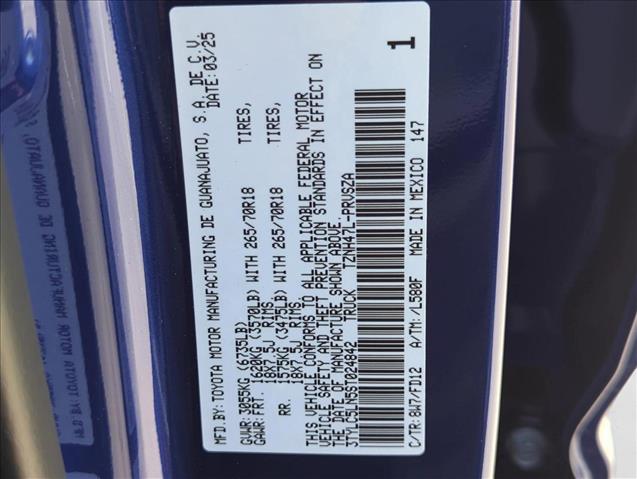 MFD.BY: TOYOTA MOTOR MANUFACTURING DE GUANAJUATO, S.A. DE C.V.
DATE: 03/25
GVWR: 3055KG (6735LB)
GAWR: FRT. 1620KG (3570LB) WITH 265/70R18 TIRES,
18X7.5J RIMS,
RR. 1575KG (3475LB) WITH 265/70R18 TIRES,
18X7.5J RIMS
THIS VEHICLE CONFORMS TO ALL APPLICABLE FEDERAL MOTOR
VEHICLE SAFETY AND THEFT PREVENTION STANDARDS IN EFFECT ON
THE DATE OF MANUFACTURE SHOWN ABOVE.
3TYLC5LN5ST024842 TRUCK TZNH47L-PRVSZA
C/TR: 8W7/FD12 A/TM: /L580F MADE IN MEXICO 147
1